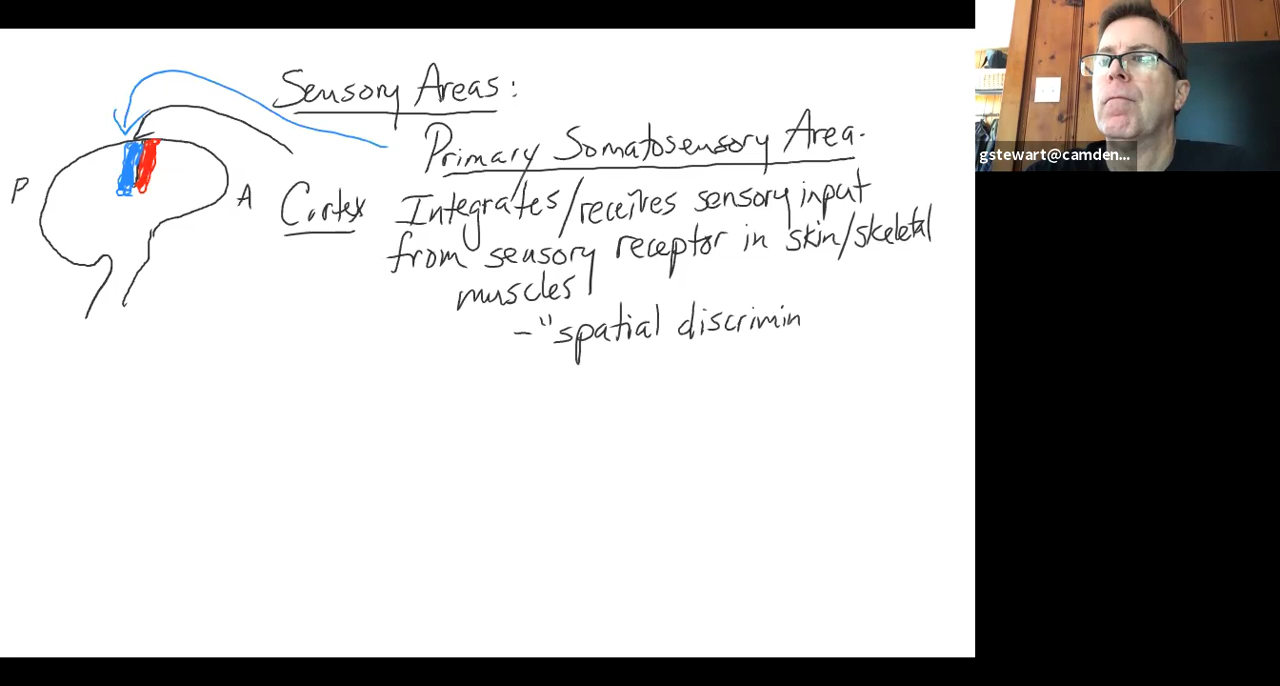 Sensory Areas:
Primary Somatosensory Area.
P
A
Cortex
Integrates/receives sensory input
from sensory receptor in skin/skeletal
muscles
- "spatial discrimin
gstewart@camden...